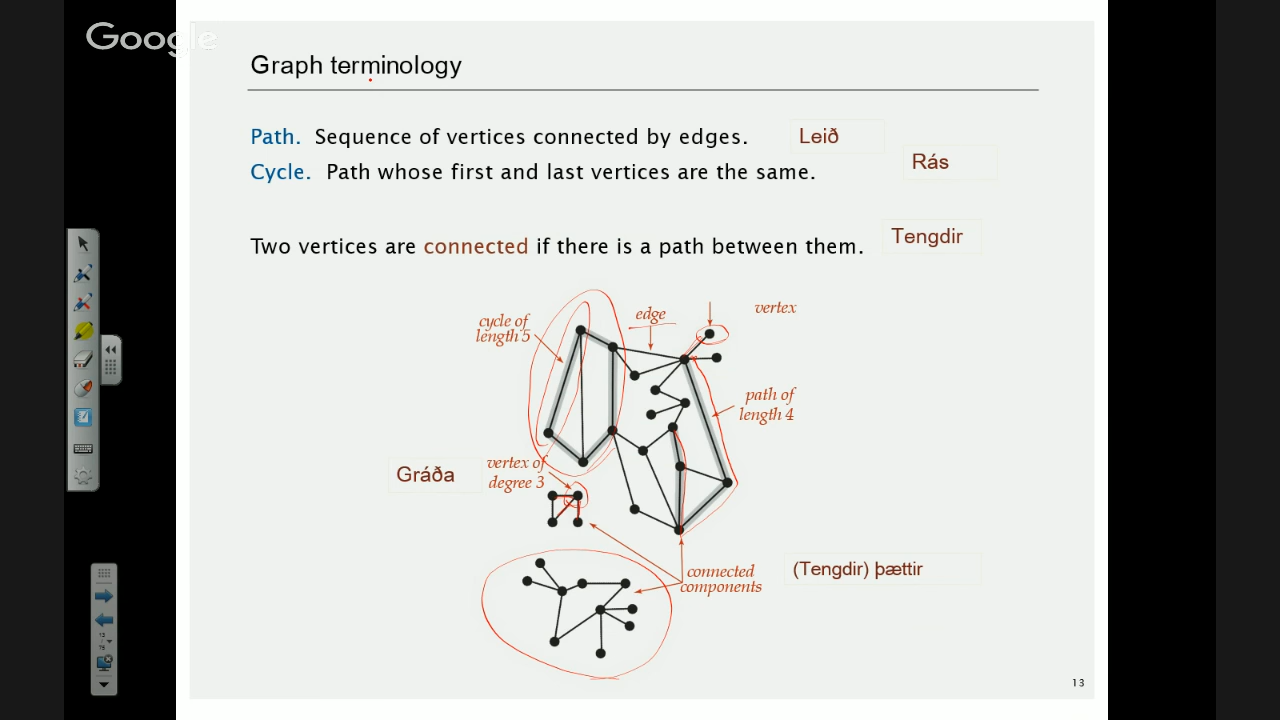 Google
Graph terminology
Path. Sequence of vertices connected by edges.
Leið
Cycle. Path whose first and last vertices are the same.
Rás
Two vertices are connected if there is a path between them.
Tengdir
cycle of
length 5
edge
vertex
path of
length 4
Gráða
vertex of
degree 3
connected
components
(Tengdir) þættir
13
13
/
75